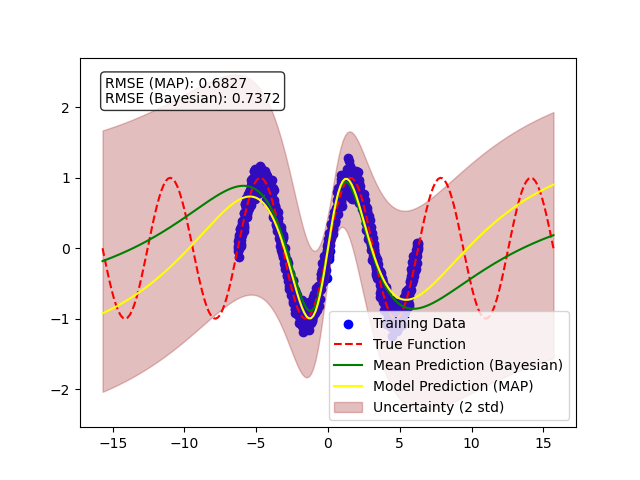 RMSE (MAP): 0.6827
RMSE (Bayesian): 0.7372
2
1
0
−1
−2
Training Data
True Function
Mean Prediction (Bayesian)
Model Prediction (MAP)
Uncertainty (2 std)
−15 −10 −5 0 5 10 15